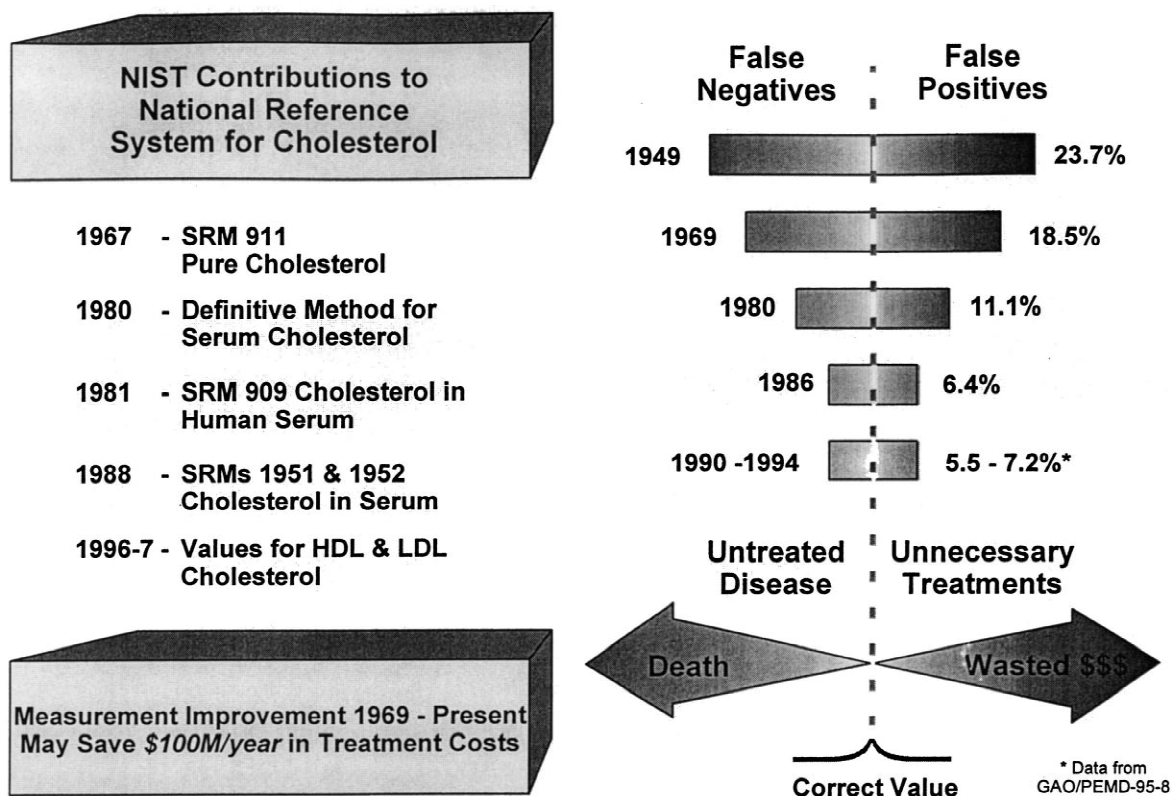 NIST Contributions to
National Reference
System for Cholesterol
1967 - SRM 911
Pure Cholesterol
1980 - Definitive Method for
Serum Cholesterol
1981 - SRM 909 Cholesterol in
Human Serum
1988 - SRMs 1951 & 1952
Cholesterol in Serum
1996-7 - Values for HDL & LDL
Cholesterol
Measurement Improvement 1969 - Present
May Save $100M/year in Treatment Costs
False
Negatives
False
Positives
1949 23.7%
1969 18.5%
1980 11.1%
1986 6.4%
1990 -1994 5.5 - 7.2%*
Untreated
Disease
Unnecessary
Treatments
Death
Wasted $$$
Correct Value
* Data from
GAO/PEMD-95-8